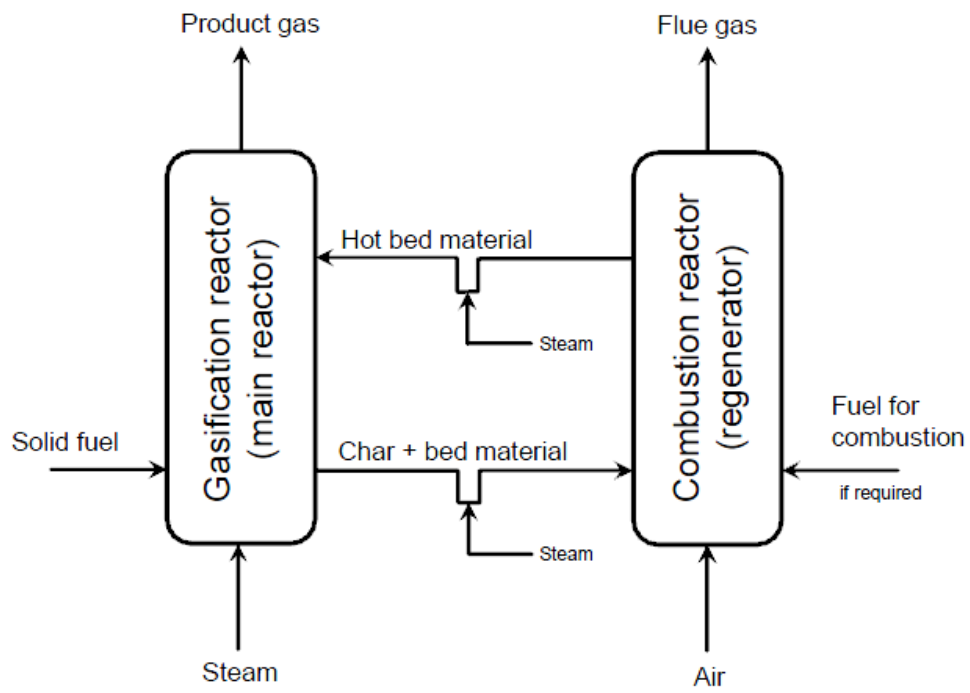 Product gas
Flue gas
Gasification reactor
(main reactor)
Combustion reactor
(regenerator)
Hot bed material
Steam
Solid fuel
Char + bed material
Fuel for
combustion
if required
Steam
Steam
Air